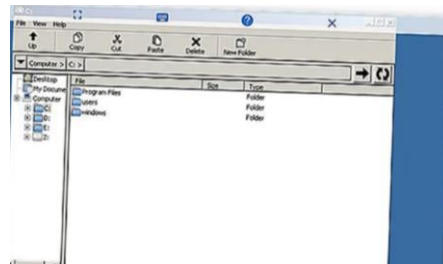 C:
File View Help
Up Copy Cut Paste Delete New Folder
Computer > C: >
Desktop
My Docume
Computer
C:
D:
E:
Z:
File Size Type
Program Files Folder
users Folder
windows Folder